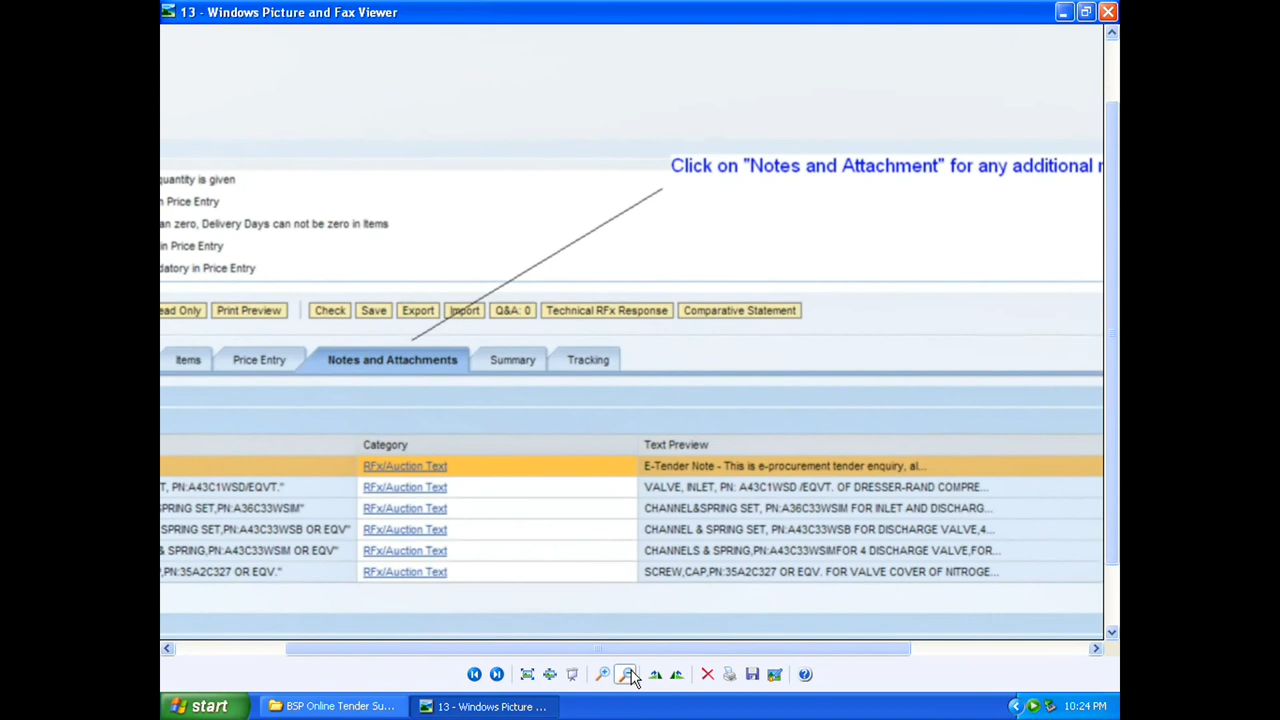 13 - Windows Picture and Fax Viewer
Click on "Notes and Attachment" for any additional
quantity is given
n Price Entry
an zero, Delivery Days can not be zero in Items
in Price Entry
datory in Price Entry
ead Only Print Preview Check Save Export Import Q&A: 0 Technical RFx Response Comparative Statement
Items Price Entry Notes and Attachments Summary Tracking
Category Text Preview
RFx/Auction Text E-Tender Note - This is e-procurement tender enquiry, al...
T, PN:A43C1WSD/EQVT." RFx/Auction Text VALVE, INLET, PN: A43C1WSD /EQVT. OF DRESSER-RAND COMPRE...
SPRING SET,PN:A36C33WSIM" RFx/Auction Text CHANNEL&SPRING SET, PN:A36C33WSIM FOR INLET AND DISCHARG...
SPRING SET,PN:A43C33WSB OR EQV" RFx/Auction Text CHANNEL & SPRING SET, PN:A43C33WSB FOR DISCHARGE VALVE,4...
& SPRING,PN:A43C33WSIM OR EQV" RFx/Auction Text CHANNELS & SPRING,PN:A43C33WSIMFOR 4 DISCHARGE VALVE,FOR...
P,PN:35A2C327 OR EQV." RFx/Auction Text SCREW,CAP,PN:35A2C327 OR EQV. FOR VALVE COVER OF NITROGE...
start BSP Online Tender Su... 13 - Windows Picture ... 10:24 PM